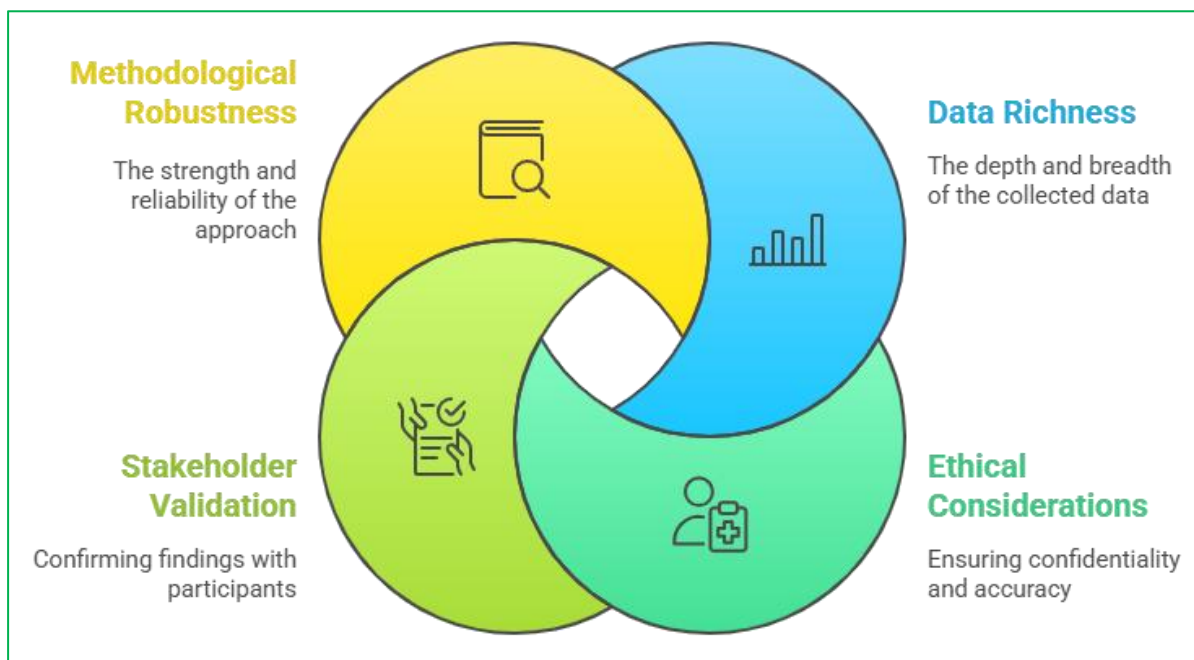 Methodological
Robustness
The strength and
reliability of the
approach
Data Richness
The depth and breadth
of the collected data
Stakeholder
Validation
Confirming findings with
participants
Ethical
Considerations
Ensuring confidentiality
and accuracy